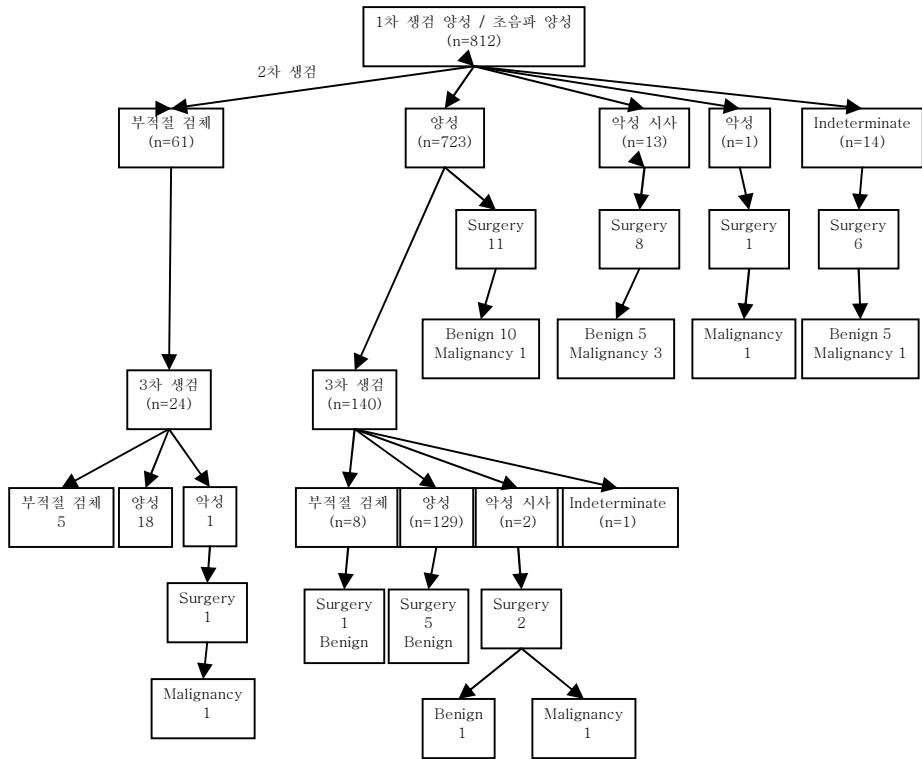 1차 생검 양성 / 초음파 양성
(n=812)
2차 생검
부적절 검체
(n=61)
양성
(n=723)
악성 시사
(n=13)
악성
(n=1)
Indeterminate
(n=14)
Surgery
11
Surgery
8
Surgery
1
Surgery
6
Benign 10
Malignancy 1
Benign 5
Malignancy 3
Malignancy
1
Benign 5
Malignancy 1
3차 생검
(n=24)
3차 생검
(n=140)
부적절 검체
5
양성
18
악성
1
부적절 검체
(n=8)
양성
(n=129)
악성 시사
(n=2)
Indeterminate
(n=1)
Surgery
1
Surgery
1
Benign
Surgery
5
Benign
Surgery
2
Malignancy
1
Benign
1
Malignancy
1